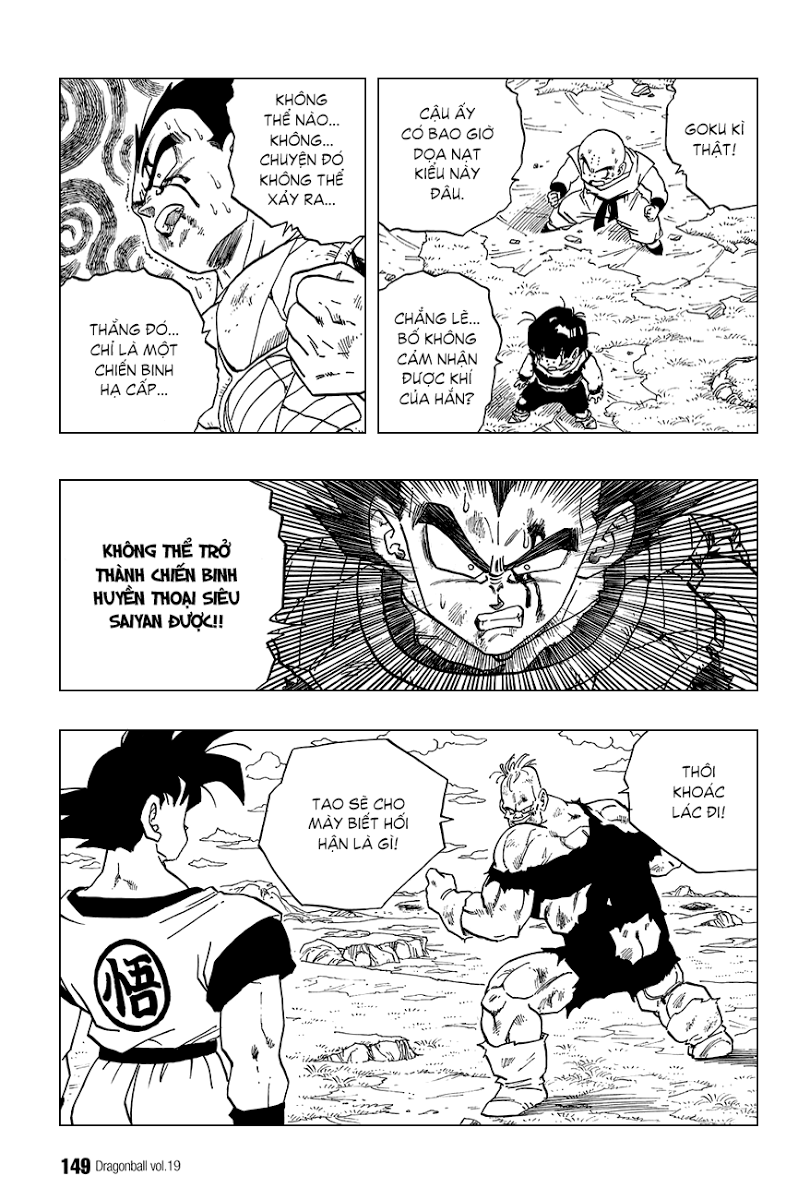 GOKU KÌ
THẬT!
CẬU ẤY
CÓ BAO GIỜ
DỌA NẠT
KIỂU NÀY
ĐÂU.
CHẲNG LẼ...
BỐ KHÔNG
CẢM NHẬN
ĐƯỢC KHÍ
CỦA HẮN?
KHÔNG
THỂ NÀO...
KHÔNG...
CHUYỆN ĐÓ
KHÔNG THỂ
XẢY RA...
THẰNG ĐÓ...
CHỈ LÀ MỘT
CHIẾN BINH
HẠ CẤP...
KHÔNG THỂ TRỞ
THÀNH CHIẾN BINH
HUYỀN THOẠI SIÊU
SAIYAN ĐƯỢC!!
THÔI
KHOÁC
LÁC ĐI!
TAO SẼ CHO
MÀY BIẾT HỐI
HẬN LÀ GÌ!
悟
149 Dragonball vol.19